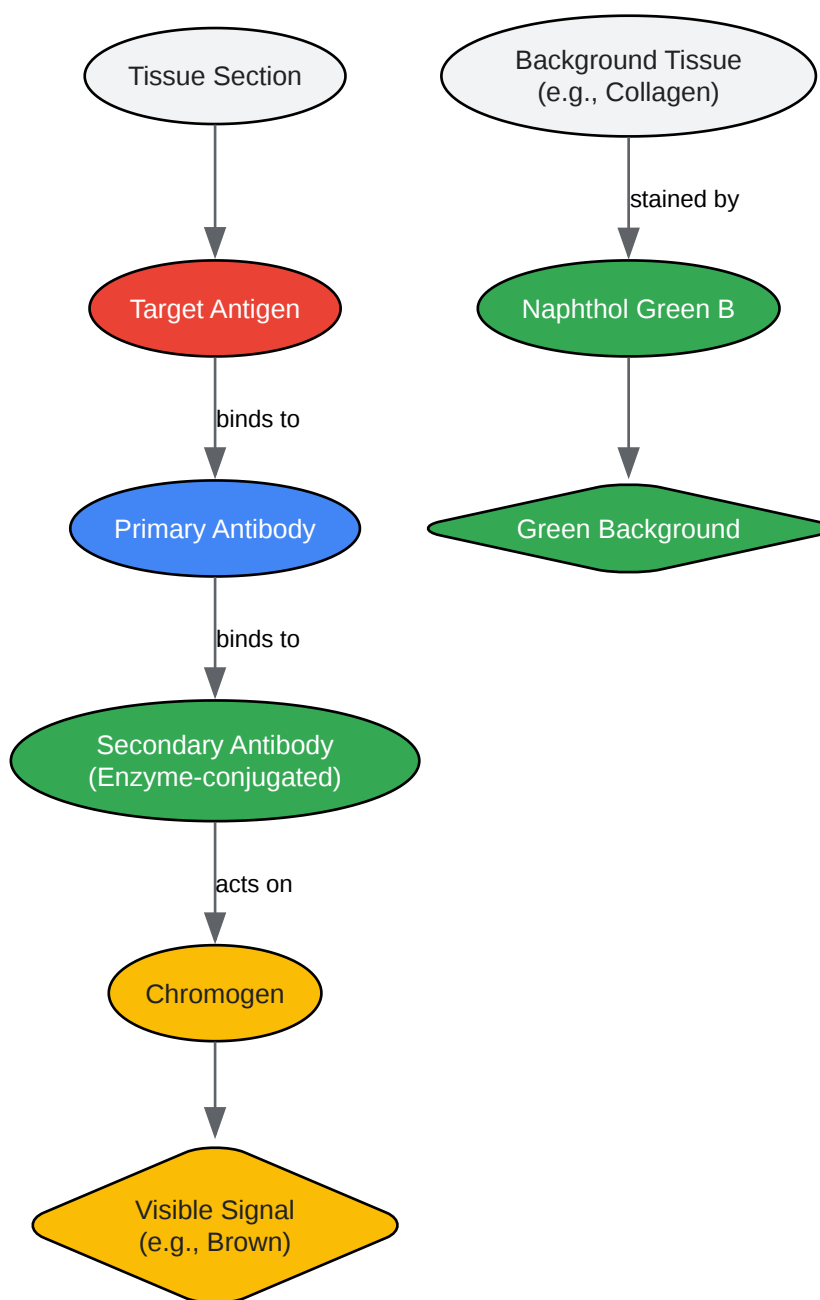 Tissue Section
Target Antigen
binds to
Primary Antibody
binds to
Secondary Antibody
(Enzyme-conjugated)
acts on
Chromogen
Visible Signal
(e.g., Brown)
Background Tissue
(e.g., Collagen)
stained by
Naphthol Green B
Green Background